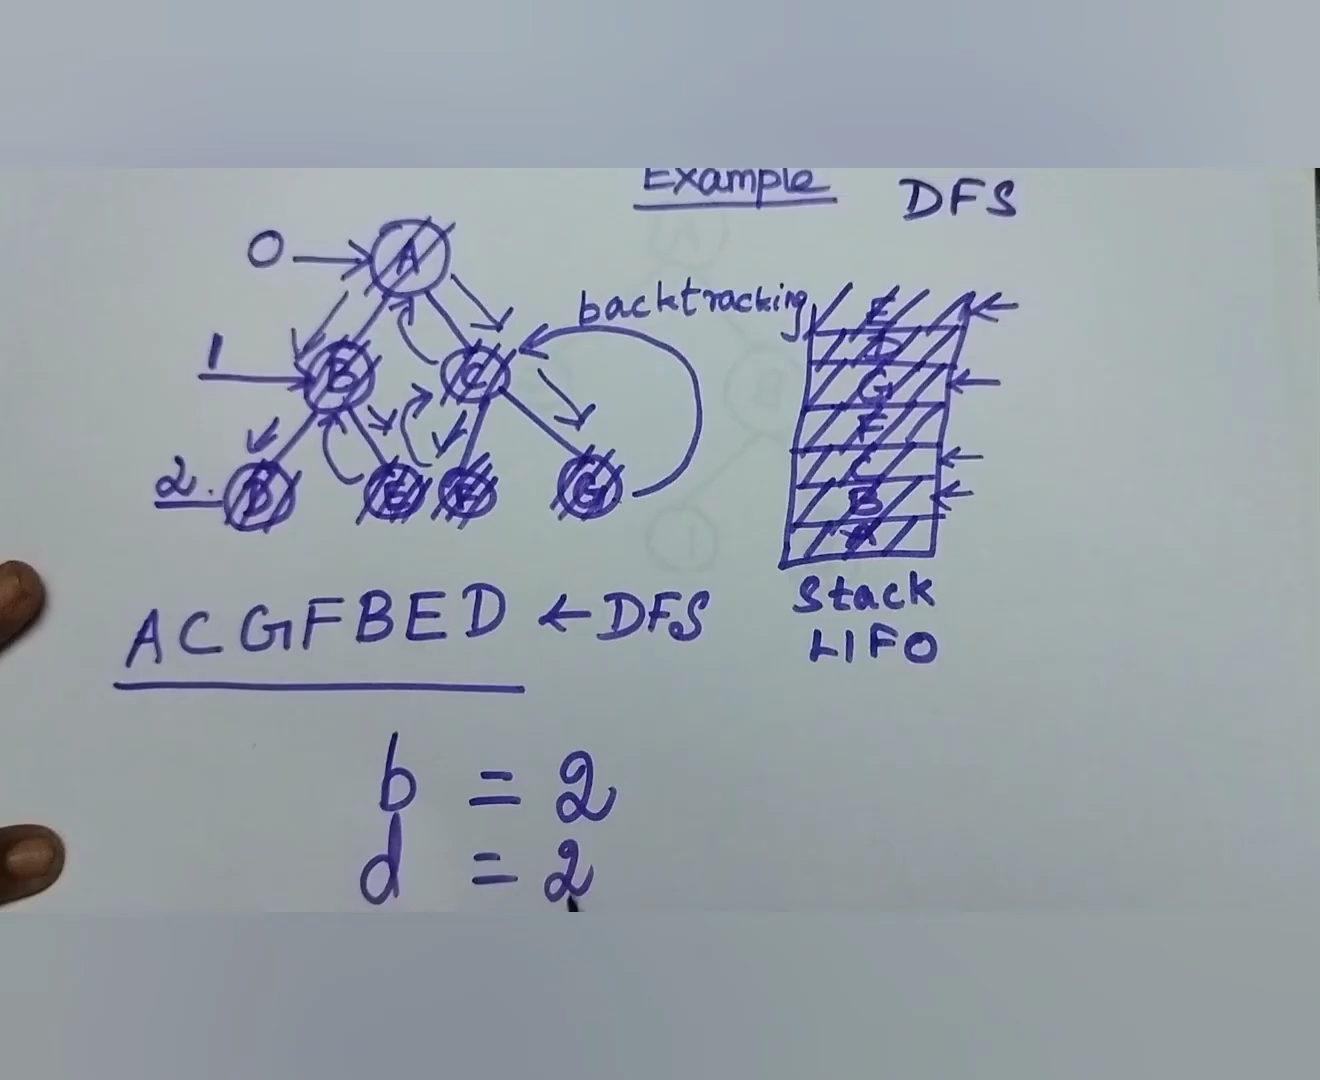 Example
DFS
0
A
backtracking
1
B
C
2.
D
E
F
G
E
D
G
F
C
B
A
Stack
LIFO
ACGFBED ← DFS
b = 2
d = 2